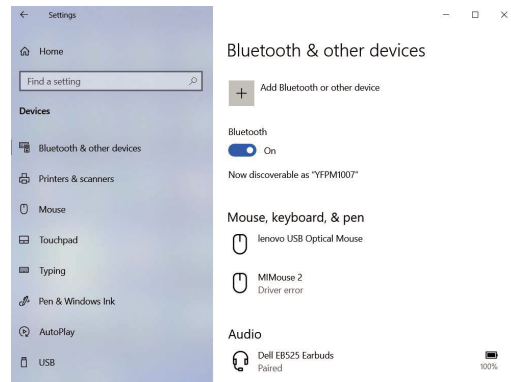 Settings
Home
Find a setting
Devices
Bluetooth & other devices
Printers & scanners
Mouse
Touchpad
Typing
Pen & Windows Ink
AutoPlay
USB
Bluetooth & other devices
Add Bluetooth or other device
Bluetooth
On
Now discoverable as “YFPM1007”
Mouse, keyboard, & pen
lenovo USB Optical Mouse
MIMouse 2
Driver error
Audio
Dell EB525 Earbuds
Paired
100%